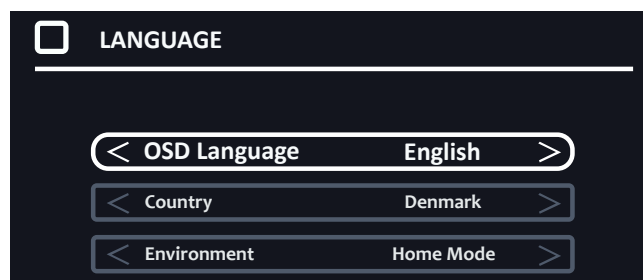 LANGUAGE
< OSD Language English >
< Country Denmark >
< Environment Home Mode >